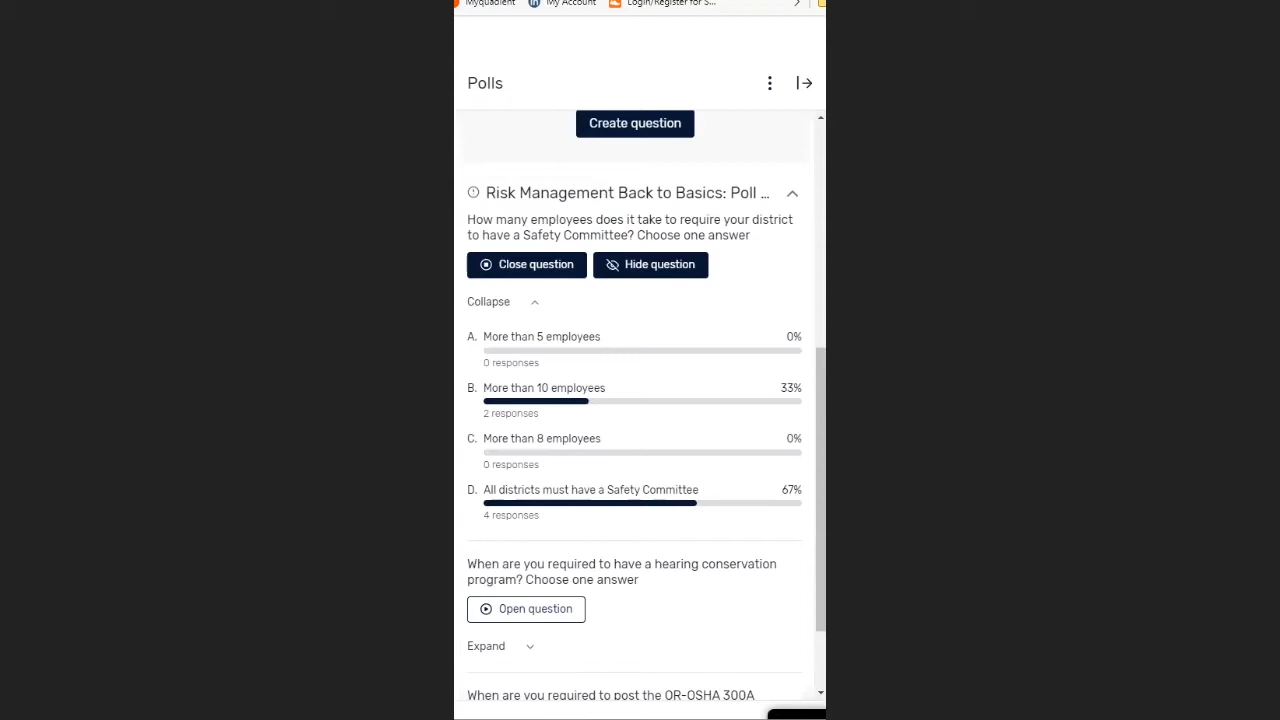 Myquadient My Account Login/Register for S...
Polls
Create question
Risk Management Back to Basics: Poll ...
How many employees does it take to require your district
to have a Safety Committee? Choose one answer
Close question Hide question
Collapse
A. More than 5 employees 0%
0 responses
B. More than 10 employees 33%
2 responses
C. More than 8 employees 0%
0 responses
D. All districts must have a Safety Committee 67%
4 responses
When are you required to have a hearing conservation
program? Choose one answer
Open question
Expand
When are you required to post the OR-OSHA 300A